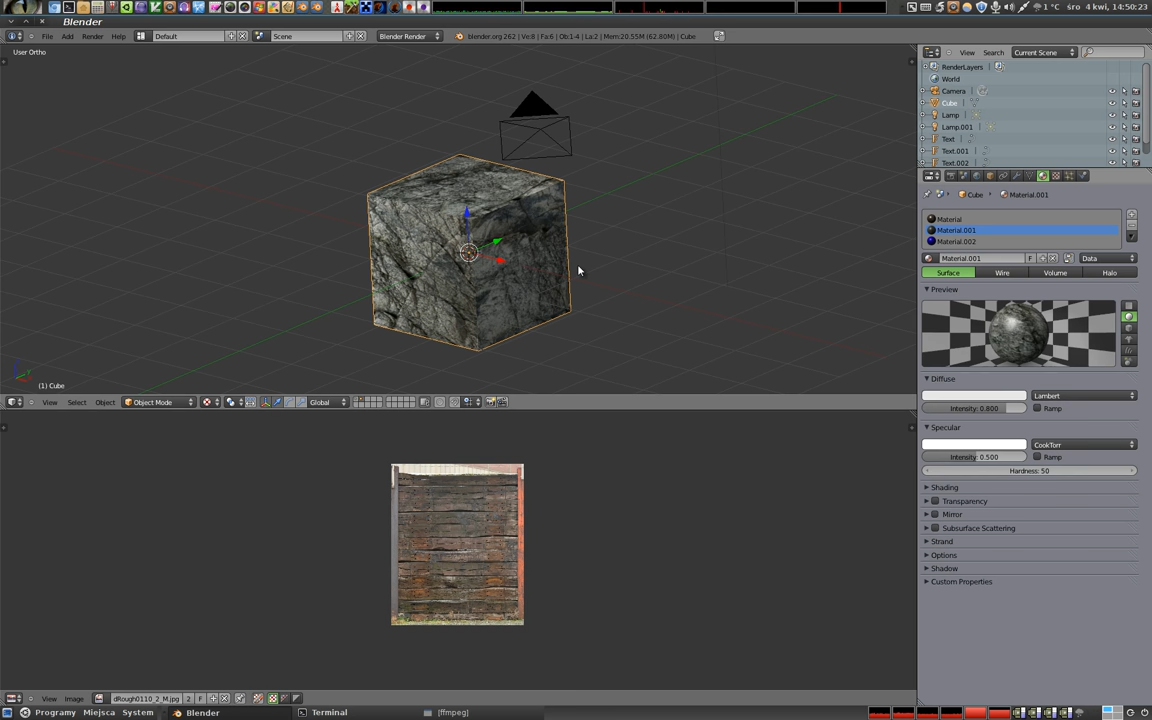 1 °C śro 4 kwi, 14:50:23
Blender
File Add Render Help Default Scene Blender Render blender.org 262 | Ve:8 | Fa:6 | Ob:1-4 | La:2 | Mem:20.55M (62.80M) | Cube
User Ortho
(1) Cube
View Select Object Object Mode Global
View Search Current Scene
RenderLayers
World
Camera
Cube
Lamp
Lamp.001
Text
Text.001
Text.002
Cube Material.001
Material
Material.001
Material.002
Material.001 F Data
Surface Wire Volume Halo
Preview
Diffuse
Lambert
Intensity: 0.800 Ramp
Specular
CookTorr
Intensity: 0.500 Ramp
Hardness: 50
Shading
Transparency
Mirror
Subsurface Scattering
Strand
Options
Shadow
Custom Properties
View Image dRough0110_2_M.jpg 2 F
Programy Miejsca System Blender Terminal [ffmpeg]